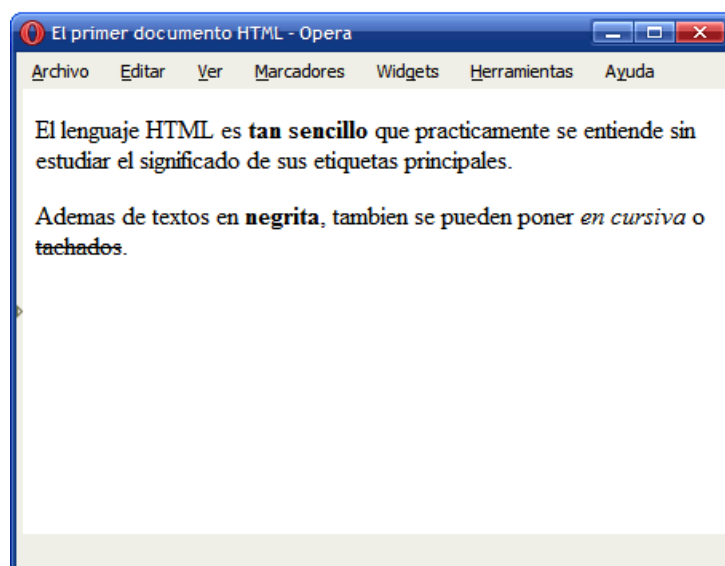 El primer documento HTML - Opera
Archivo Editar Ver Marcadores Widgets Herramientas Ayuda
El lenguaje HTML es tan sencillo que practicamente se entiende sin
estudiar el significado de sus etiquetas principales.
Ademas de textos en negrita, tambien se pueden poner en cursiva o
tachados.